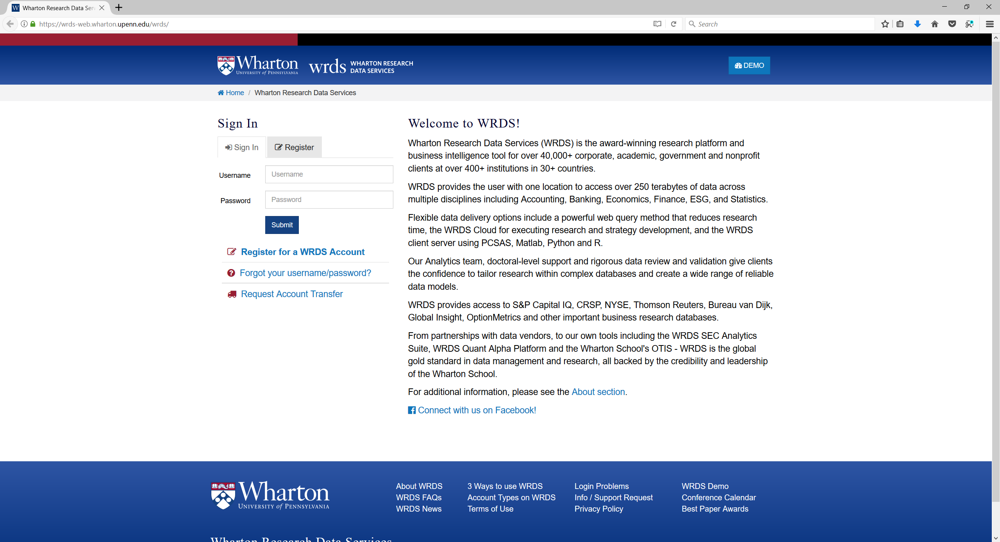 Wharton Research Data Ser
https://wrds-web.wharton.upenn.edu/wrds/
Search
Wharton
UNIVERSITY of PENNSYLVANIA
wrds
WHARTON RESEARCH
DATA SERVICES
DEMO
Home / Wharton Research Data Services
Sign In
Sign In
Register
Username
Username
Password
Password
Submit
Register for a WRDS Account
Forgot your username/password?
Request Account Transfer
Welcome to WRDS!
Wharton Research Data Services (WRDS) is the award-winning research platform and
business intelligence tool for over 40,000+ corporate, academic, government and nonprofit
clients at over 400+ institutions in 30+ countries.
WRDS provides the user with one location to access over 250 terabytes of data across
multiple disciplines including Accounting, Banking, Economics, Finance, ESG, and Statistics.
Flexible data delivery options include a powerful web query method that reduces research
time, the WRDS Cloud for executing research and strategy development, and the WRDS
client server using PCSAS, Matlab, Python and R.
Our Analytics team, doctoral-level support and rigorous data review and validation give clients
the confidence to tailor research within complex databases and create a wide range of reliable
data models.
WRDS provides access to S&P Capital IQ, CRSP, NYSE, Thomson Reuters, Bureau van Dijk,
Global Insight, OptionMetrics and other important business research databases.
From partnerships with data vendors, to our own tools including the WRDS SEC Analytics
Suite, WRDS Quant Alpha Platform and the Wharton School's OTIS - WRDS is the global
gold standard in data management and research, all backed by the credibility and leadership
of the Wharton School.
For additional information, please see the About section.
Connect with us on Facebook!
Wharton
UNIVERSITY of PENNSYLVANIA
About WRDS
WRDS FAQs
WRDS News
3 Ways to use WRDS
Account Types on WRDS
Terms of Use
Login Problems
Info / Support Request
Privacy Policy
WRDS Demo
Conference Calendar
Best Paper Awards
Wharton Research Data Services